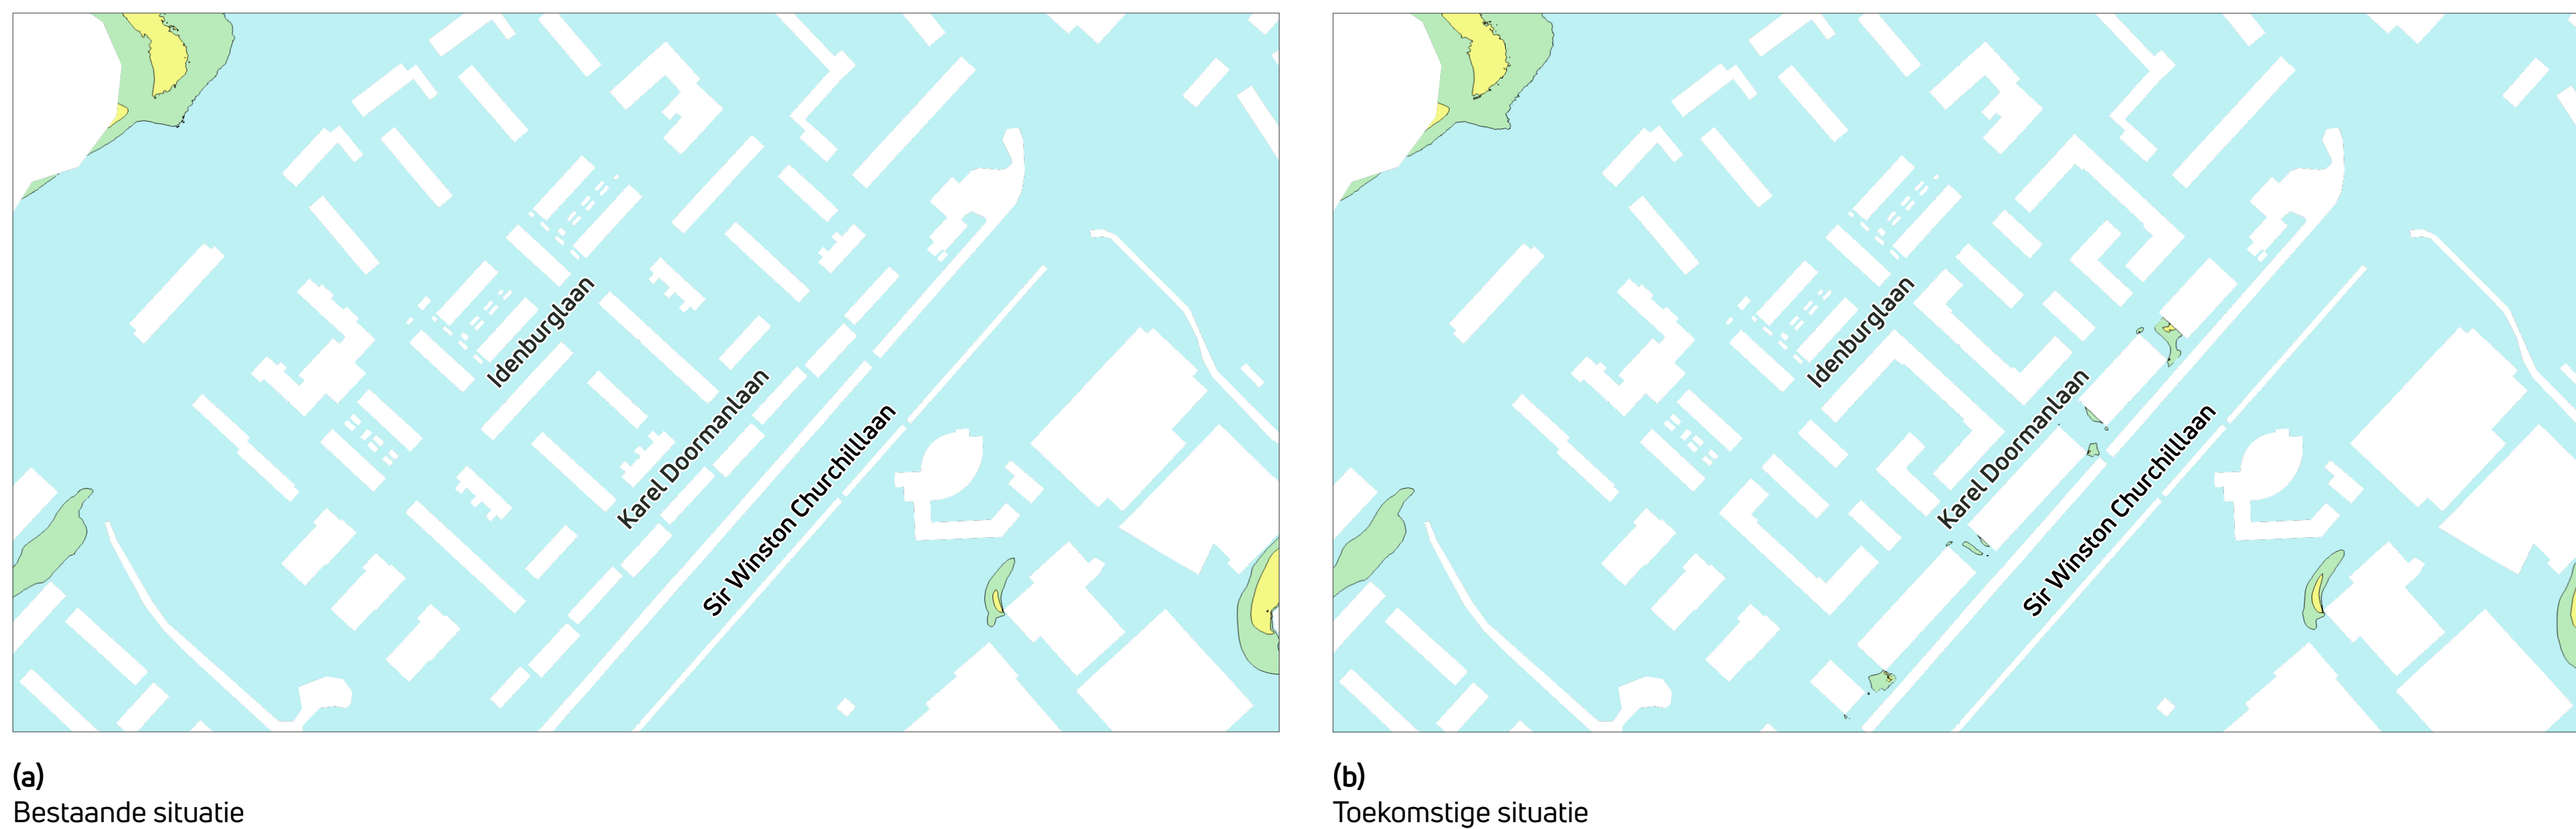 Idenburglaan
Karel Doormanlaan
Sir Winston Churchilllaan
Idenburglaan
Karel Doormanlaan
Sir Winston Churchilllaan
(a)
Bestaande situatie
(b)
Toekomstige situatie